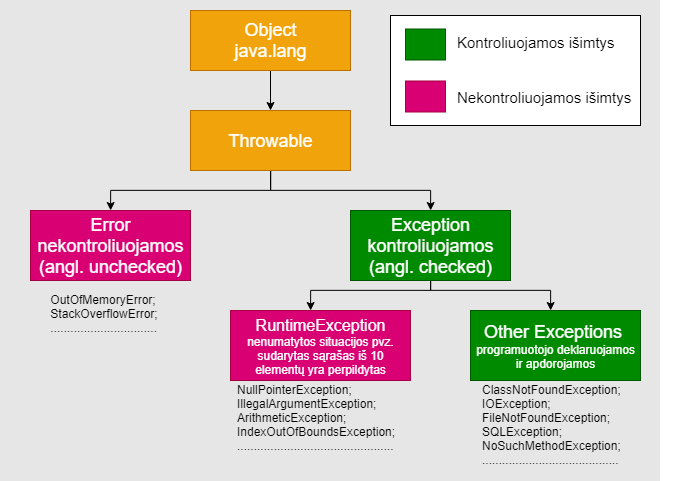 Object
java.lang
Kontroliuojamos išimtys
Nekontroliuojamos išimtys
Throwable
Error
nekontroliuojamos
(angl. unchecked)
Exception
kontroliuojamos
(angl. checked)
OutOfMemoryError;
StackOverflowError;
................................
RuntimeException
nenumatytos situacijos pvz.
sudarytas sąrašas iš 10
elementų yra perpildytas
Other Exceptions
programuotojo deklaruojamos
ir apdorojamos
NullPointerException;
IllegalArgumentException;
ArithmeticException;
IndexOutOfBoundsException;
...............................................
ClassNotFoundException;
IOException;
FileNotFoundException;
SQLException;
NoSuchMethodException;
.........................................